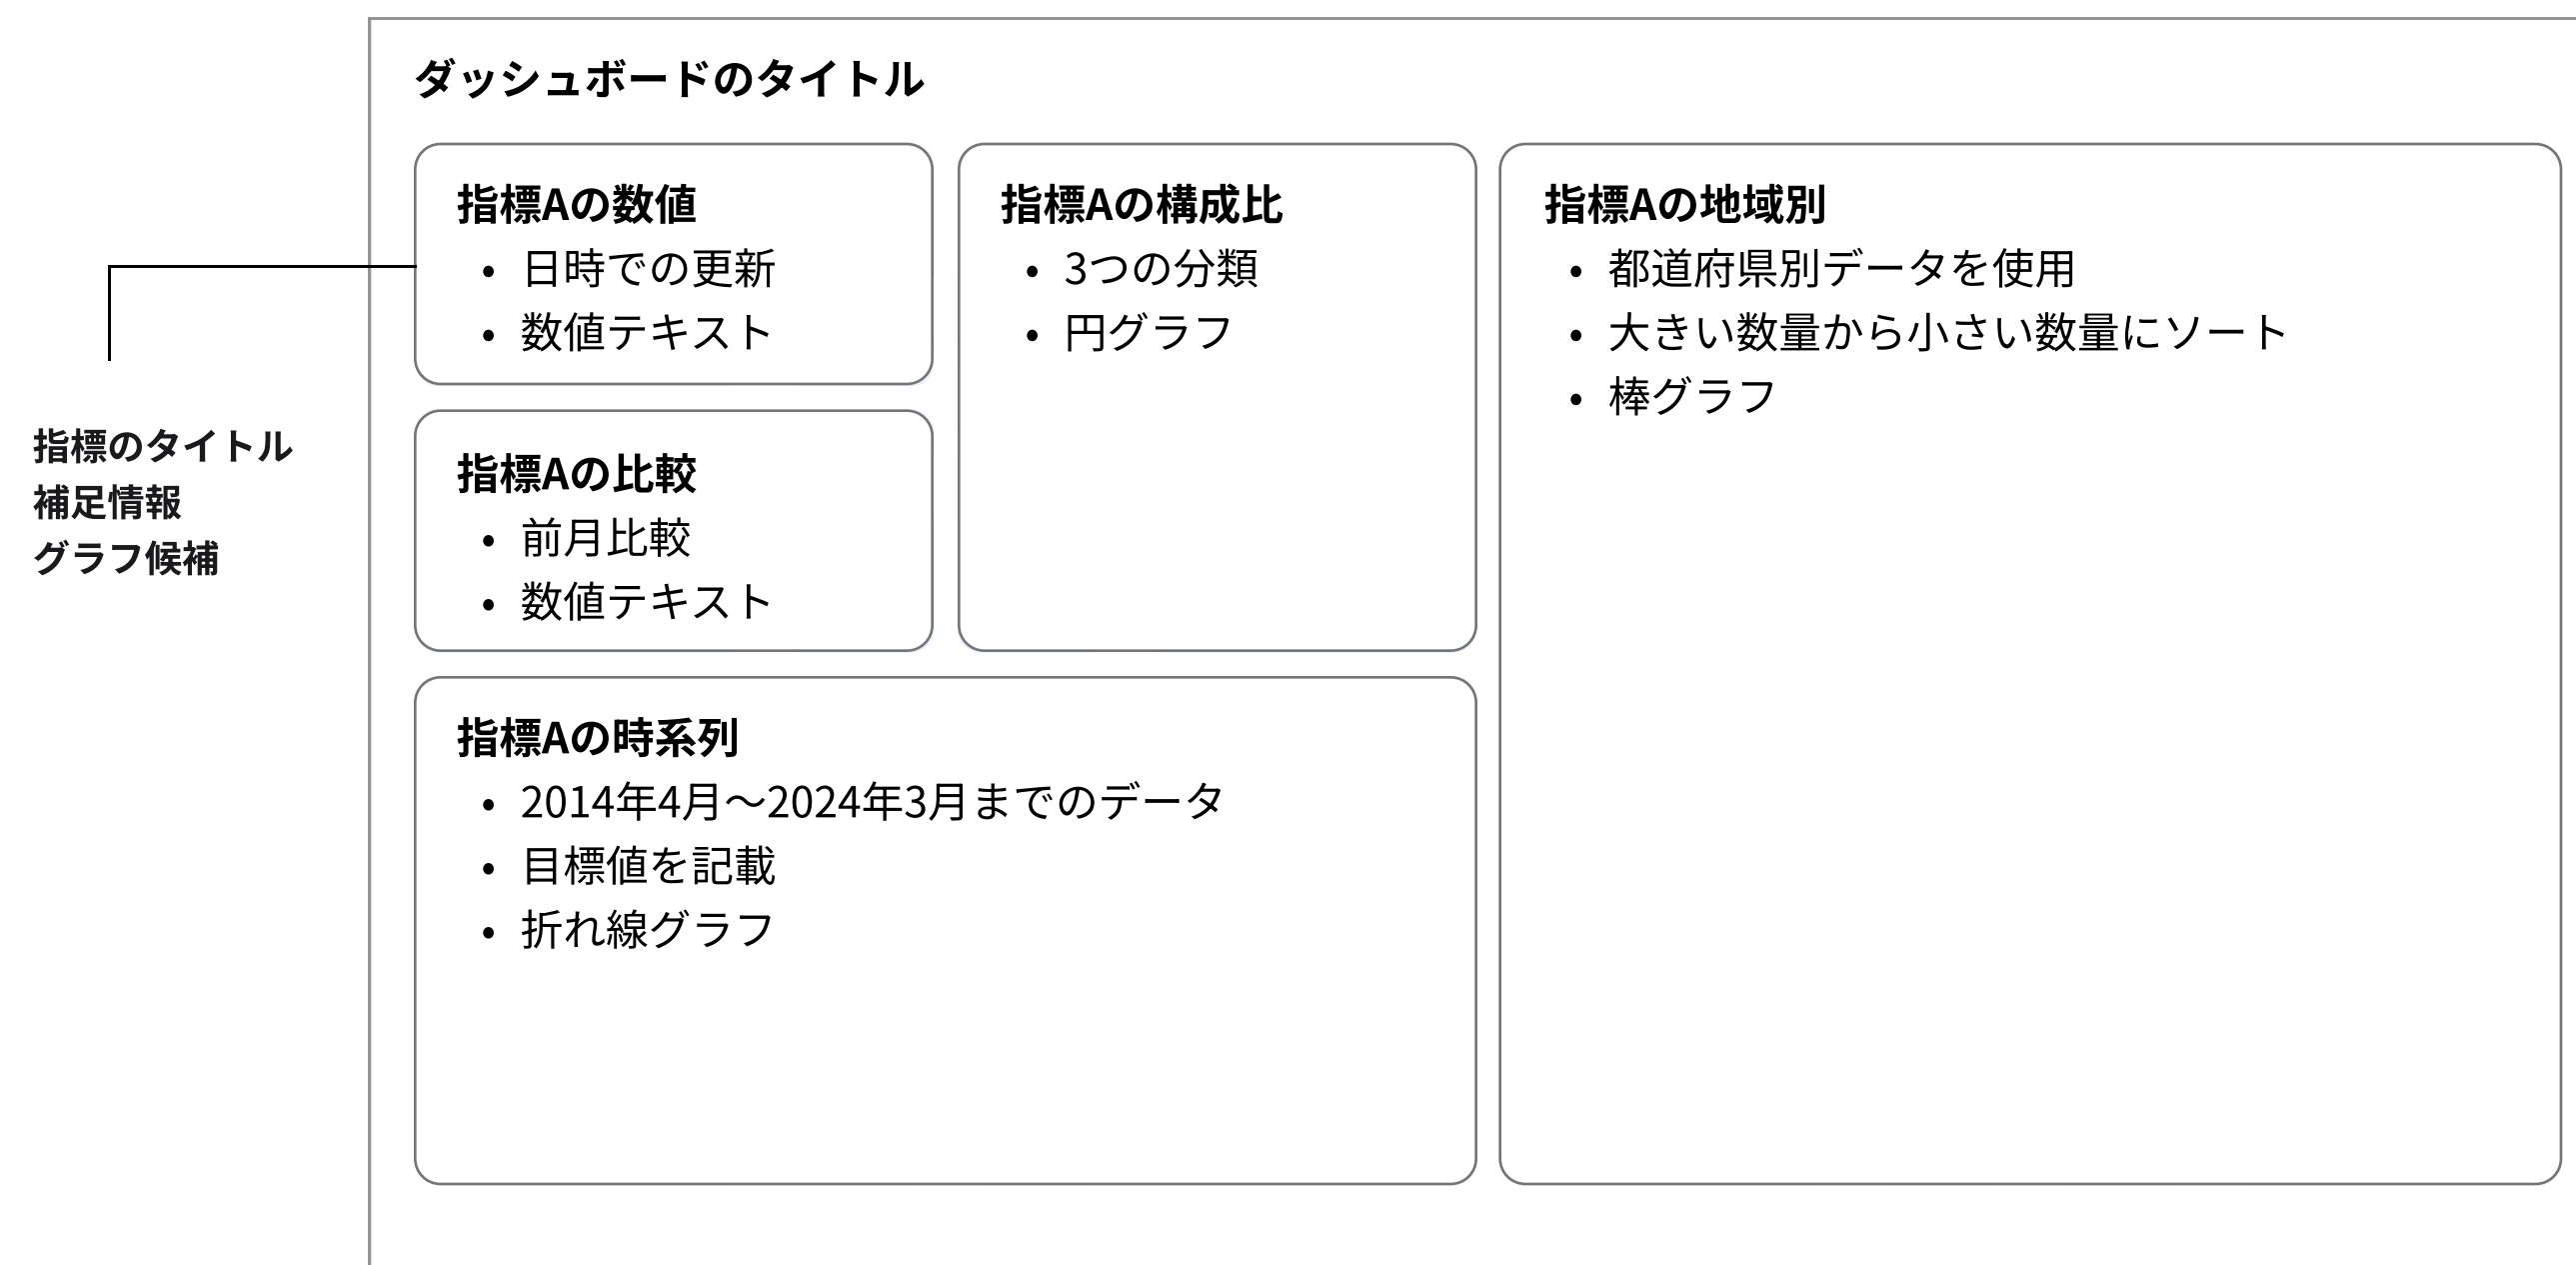 ダッシュボードのタイトル
指標Aの数値
• 日時での更新
• 数値テキスト
指標Aの比較
• 前月比較
• 数値テキスト
指標Aの構成比
• 3つの分類
• 円グラフ
指標Aの地域別
• 都道府県別データを使用
• 大きい数量から小さい数量にソート
• 棒グラフ
指標Aの時系列
• 2014年4月〜2024年3月までのデータ
• 目標値を記載
• 折れ線グラフ
指標のタイトル
補足情報
グラフ候補